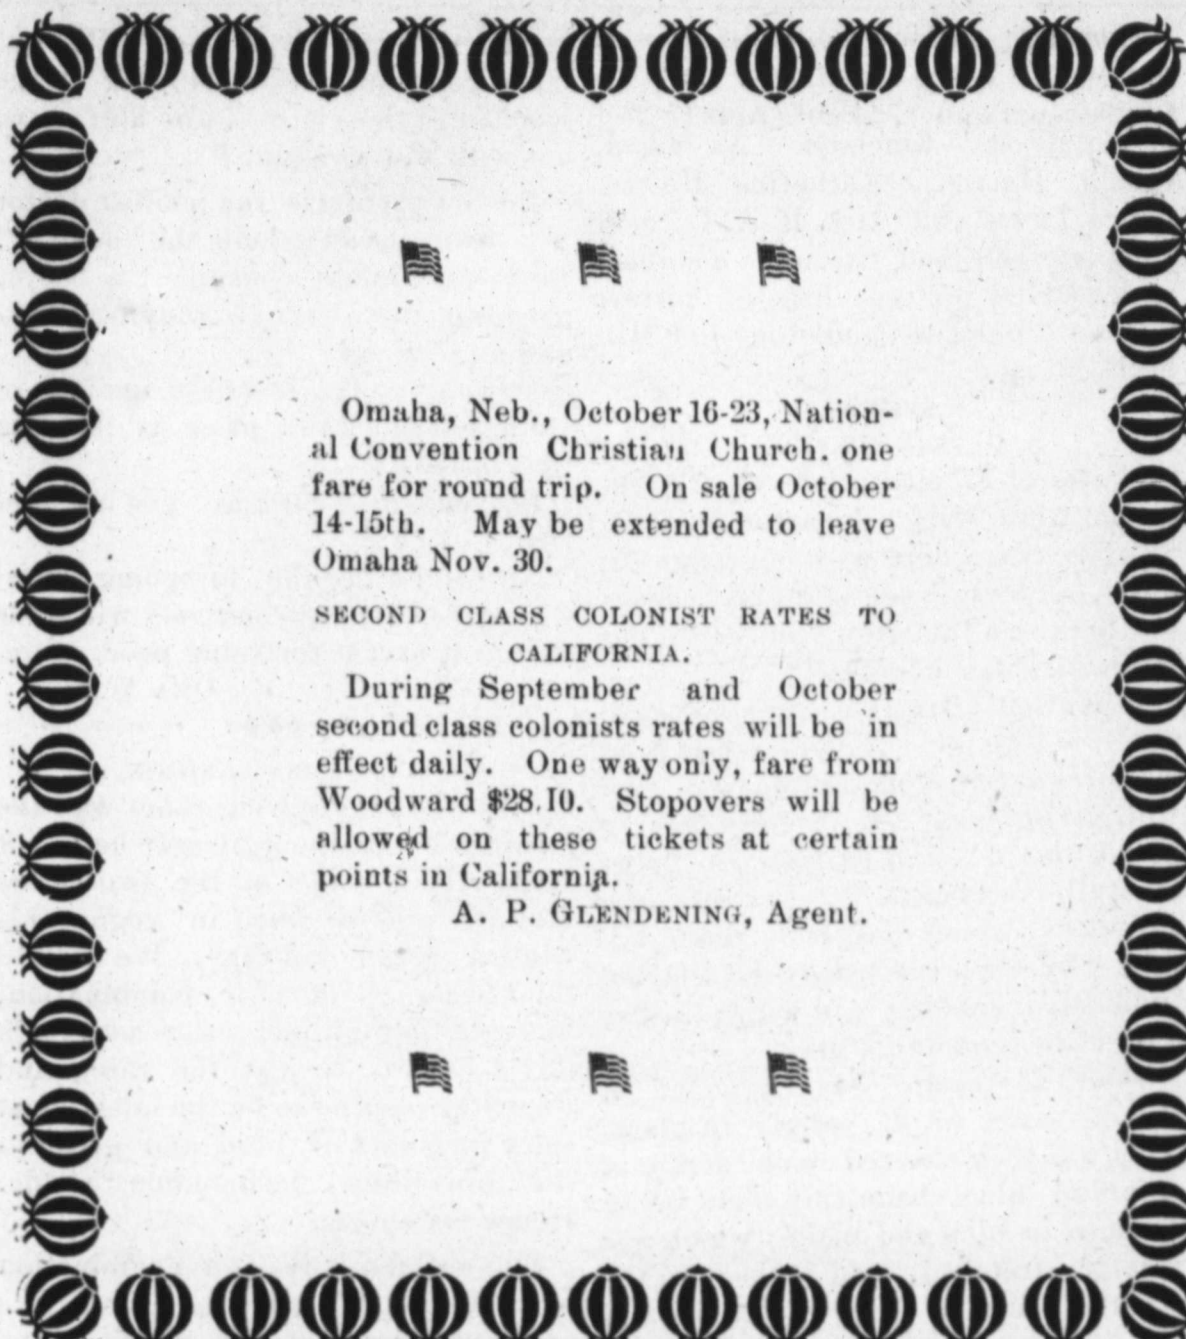 Omaha, Neb., October 16-23, Nation-
al Convention Christian Church. one
fare for round trip. On sale October
14-15th. May be extended to leave
Omaha Nov. 30.
SECOND CLASS COLONIST RATES TO
CALIFORNIA.
During September and October
second class colonists rates will be in
effect daily. One way only, fare from
Woodward $28.10. Stopovers will be
allowed on these tickets at certain
points in California.
A. P. GLENDENING, Agent.